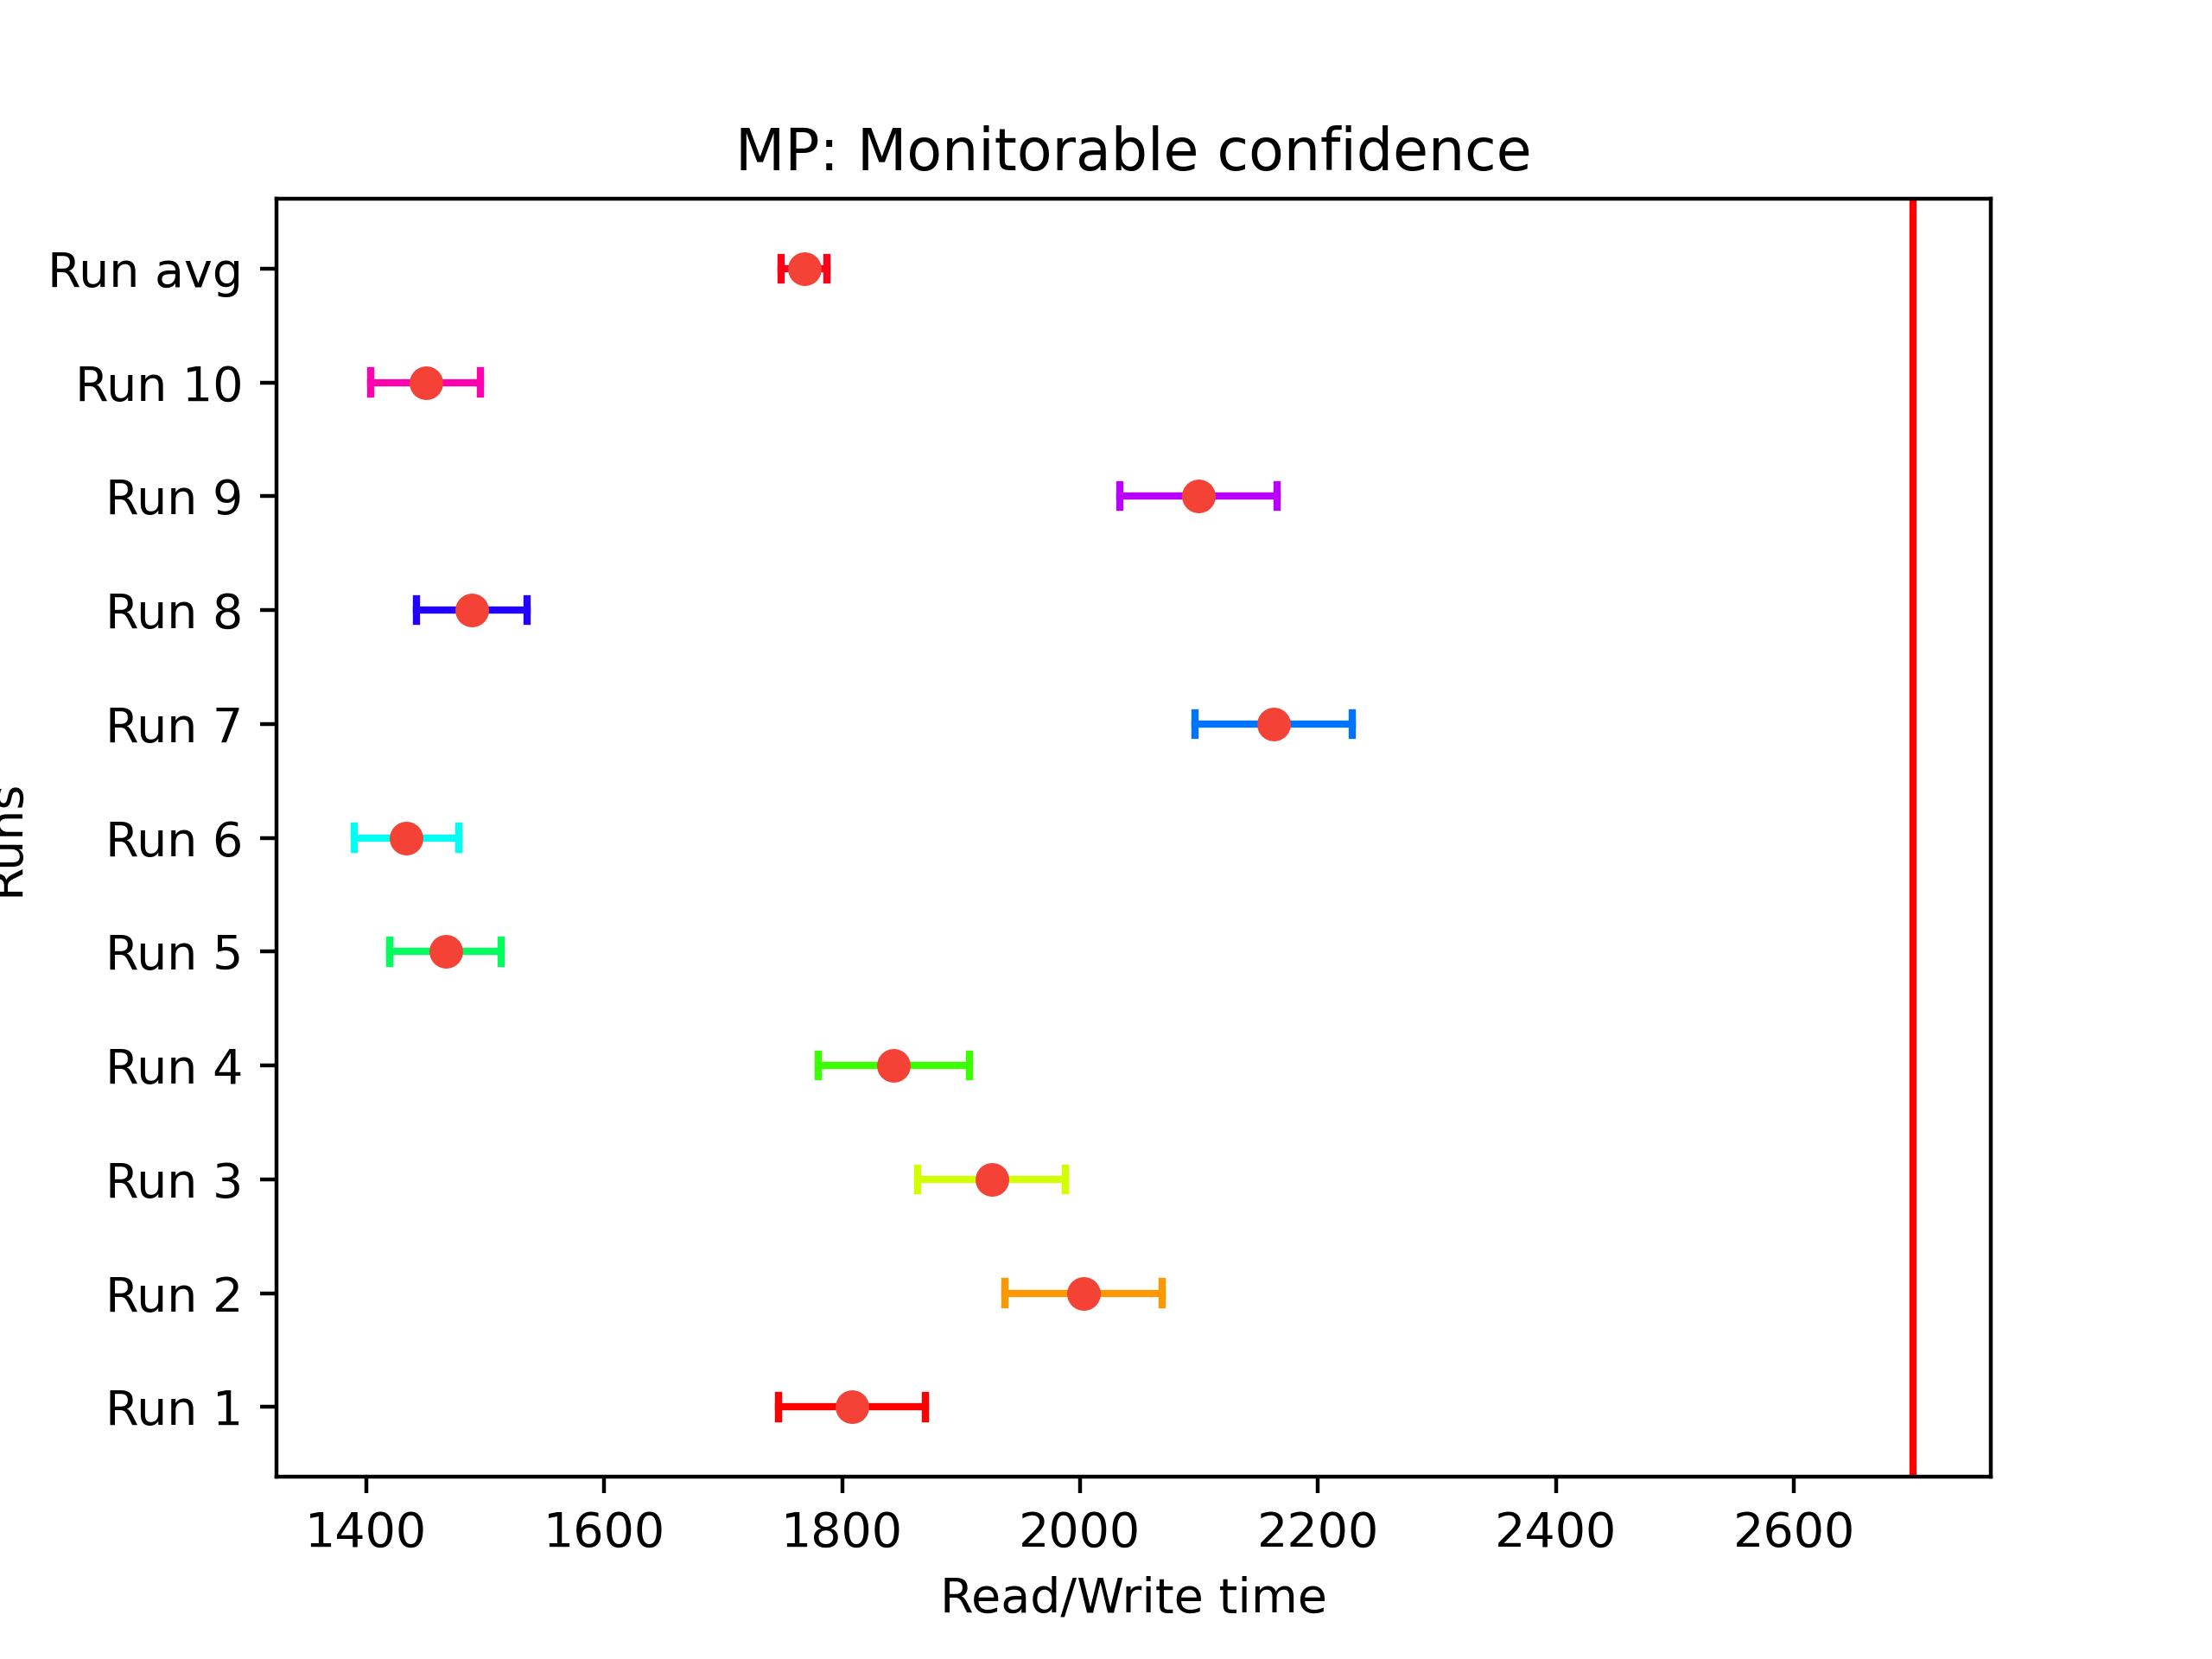 MP: Monitorable confidence
Run avg
Run 10
Run 9
Run 8
Run 7
Run 6
Run 5
Run 4
Run 3
Run 2
Run 1
Runs
1400 1600 1800 2000 2200 2400 2600
Read/Write time